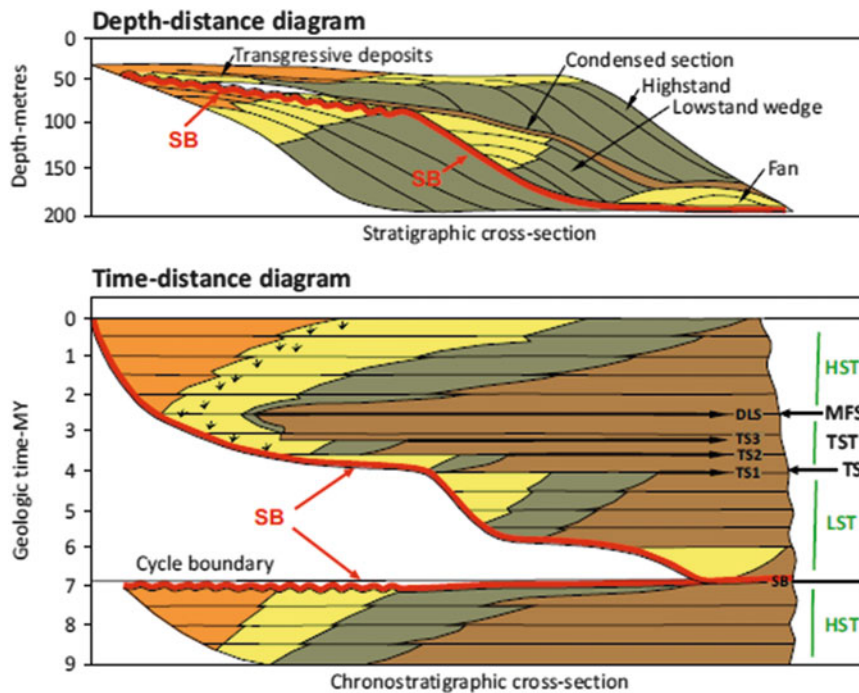 Depth-distance diagram
Depth-metres
0
50
100
150
200
Transgressive deposits
Condensed section
Highstand
Lowstand wedge
SB
SB
Fan
Stratigraphic cross-section
Time-distance diagram
Geologic time-MY
0
1
2
3
4
5
6
7
8
9
HST
DLS
MFS
TS3
TST
TS2
TS1
TS
SB
LST
Cycle boundary
SB
HST
Chronostratigraphic cross-section